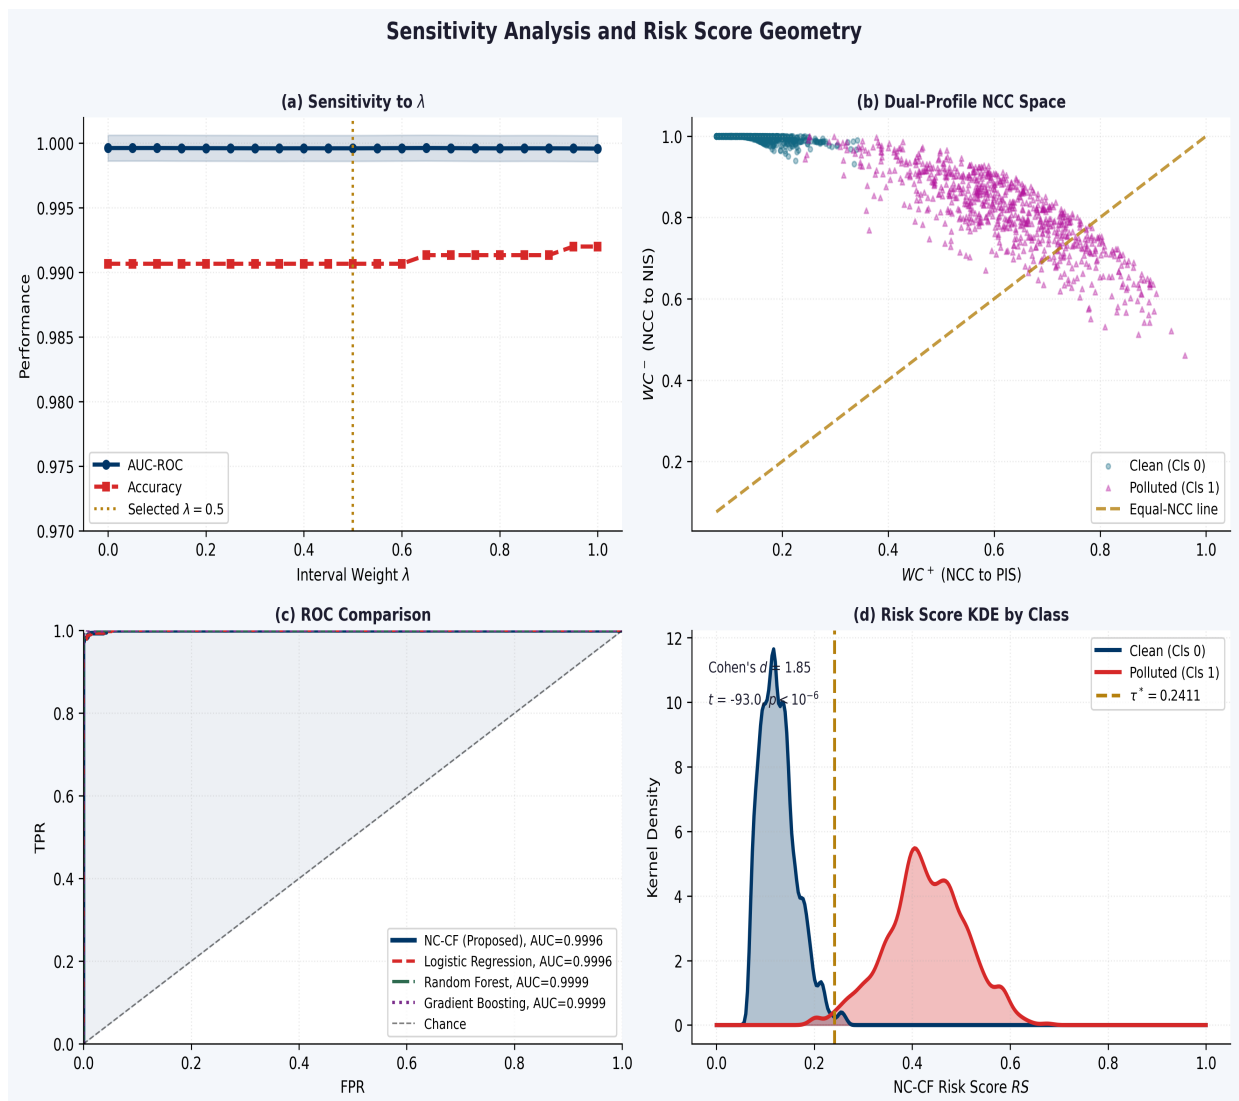 Sensitivity Analysis and Risk Score Geometry
(a) Sensitivity to λ
1.000
0.995
0.990
0.985
0.980
0.975
0.970
Performance
AUC-ROC
Accuracy
Selected λ = 0.5
0.0 0.2 0.4 0.6 0.8 1.0
Interval Weight λ
(b) Dual-Profile NCC Space
1.0
0.8
0.6
0.4
0.2
WC⁻ (NCC to NIS)
Clean (Cls 0)
Polluted (Cls 1)
Equal-NCC line
0.2 0.4 0.6 0.8 1.0
WC⁺ (NCC to PIS)
(c) ROC Comparison
1.0
0.8
0.6
0.4
0.2
0.0
TPR
NC-CF (Proposed), AUC=0.9996
Logistic Regression, AUC=0.9996
Random Forest, AUC=0.9999
Gradient Boosting, AUC=0.9999
Chance
0.0 0.2 0.4 0.6 0.8 1.0
FPR
(d) Risk Score KDE by Class
12
10
8
6
4
2
0
Kernel Density
Cohen's d = 1.85
t = -93.0, p < 10⁻⁶
Clean (Cls 0)
Polluted (Cls 1)
τ* = 0.2411
0.0 0.2 0.4 0.6 0.8 1.0
NC-CF Risk Score RS